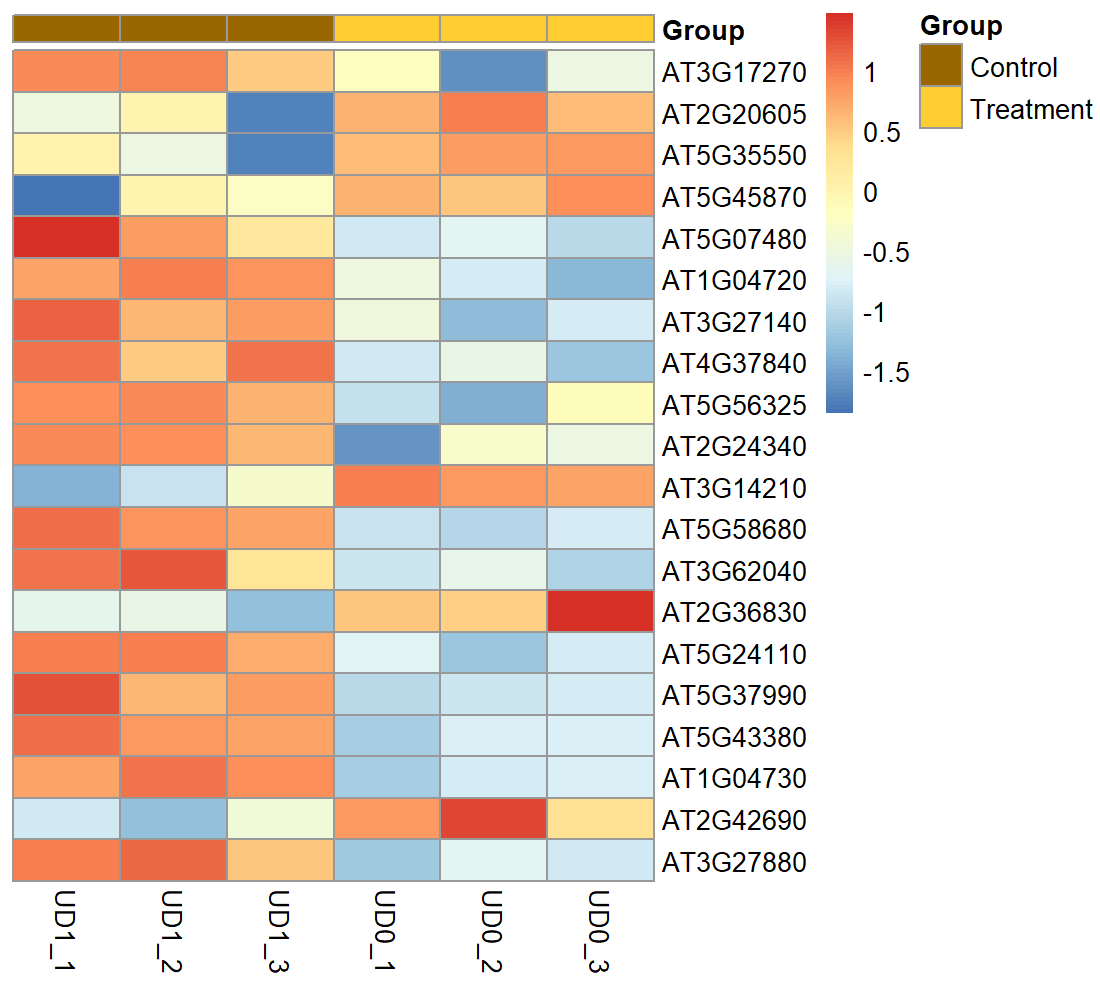 Group
AT3G17270
AT2G20605
AT5G35550
AT5G45870
AT5G07480
AT1G04720
AT3G27140
AT4G37840
AT5G56325
AT2G24340
AT3G14210
AT5G58680
AT3G62040
AT2G36830
AT5G24110
AT5G37990
AT5G43380
AT1G04730
AT2G42690
AT3G27880
UD1_1
UD1_2
UD1_3
UD0_1
UD0_2
UD0_3
1
0.5
0
-0.5
-1
-1.5
Group
Control
Treatment